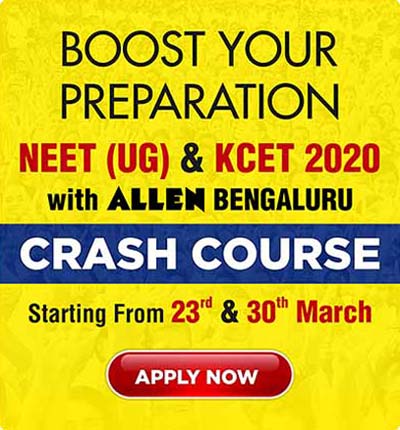 BOOST YOUR
PREPARATION
NEET (UG) & KCET 2020
with ALLEN BENGALURU
CRASH COURSE
Starting From 23rd & 30th March
APPLY NOW